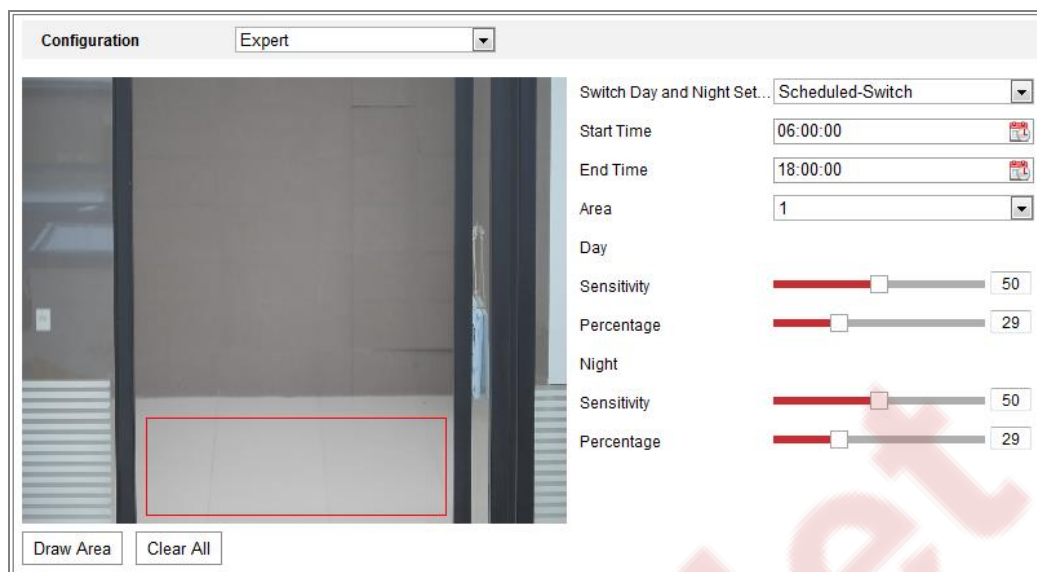 Configuration Expert
Switch Day and Night Set... Scheduled-Switch
Start Time 06:00:00
End Time 18:00:00
Area 1
Day
Sensitivity 50
Percentage 29
Night
Sensitivity 50
Percentage 29
Draw Area Clear All